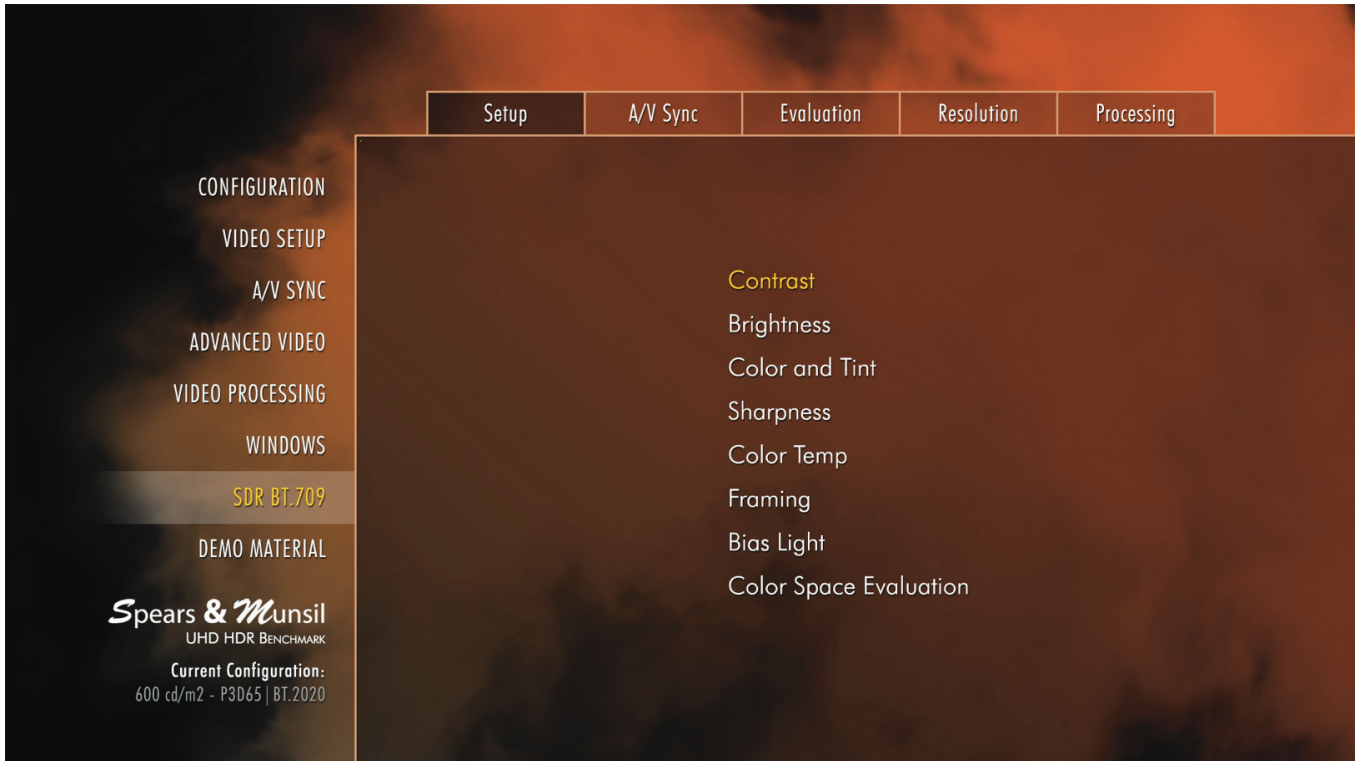 Setup A/V Sync Evaluation Resolution Processing
CONFIGURATION
VIDEO SETUP
A/V SYNC
ADVANCED VIDEO
VIDEO PROCESSING
WINDOWS
SDR BT.709
DEMO MATERIAL
Spears & Munsil
UHD HDR BENCHMARK
Current Configuration:
600 cd/m2 - P3D65 | BT.2020
Contrast
Brightness
Color and Tint
Sharpness
Color Temp
Framing
Bias Light
Color Space Evaluation